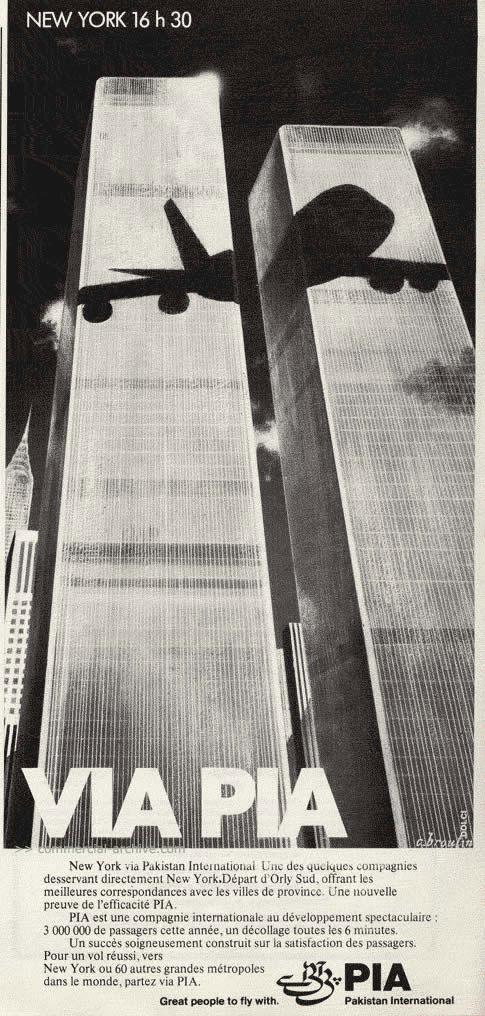 NEW YORK 16 h 30
VIA PIA
DOLCI
>> commercial-archive.com
New York via Pakistan International Une des quelques compagnies
desservant directement New York.Départ d'Orly Sud, offrant les
meilleures correspondances avec les villes de province. Une nouvelle
preuve de l'efficacité PIA.
PIA est une compagnie internationale au développement spectaculaire :
3 000 000 de passagers cette année, un décollage toutes les 6 minutes.
Un succès soigneusement construit sur la satisfaction des passagers.
Pour un vol réussi, vers
New York ou 60 autres grandes métropoles
dans le monde, partez via PIA.
PIA
Great people to fly with.
Pakistan International